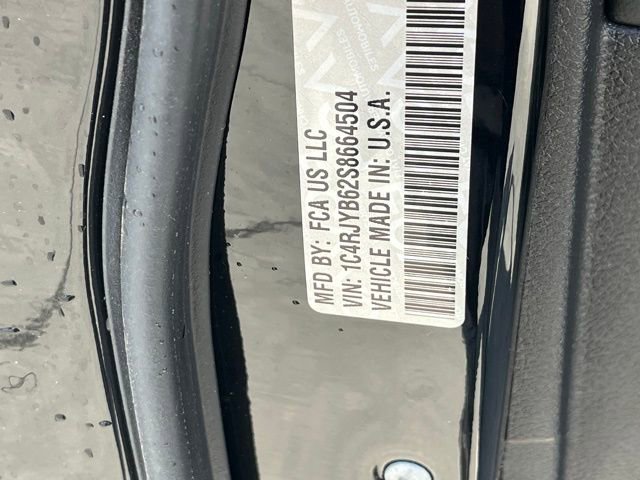 MFD BY: FCA US LLC
VIN: 1C4RJYB62S8664504
VEHICLE MADE IN: U.S.A.